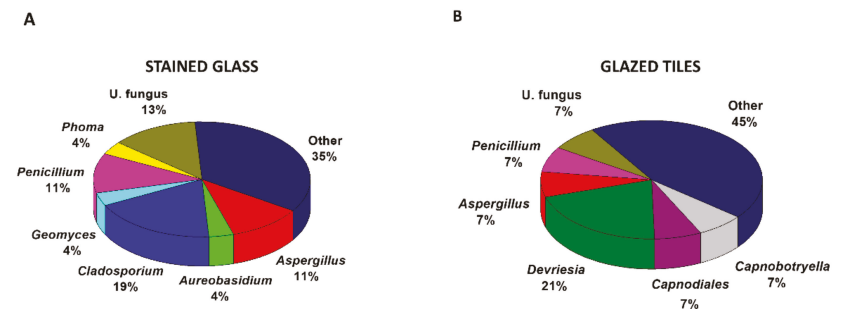 A
STAINED GLASS
U. fungus
13%
Phoma
4%
Other
35%
Penicillium
11%
Geomyces
4%
Cladosporium
19%
Aureobasidium
4%
Aspergillus
11%
B
GLAZED TILES
U. fungus
7%
Other
45%
Penicillium
7%
Aspergillus
7%
Devriesia
21%
Capnodiales
7%
Capnobotryella
7%